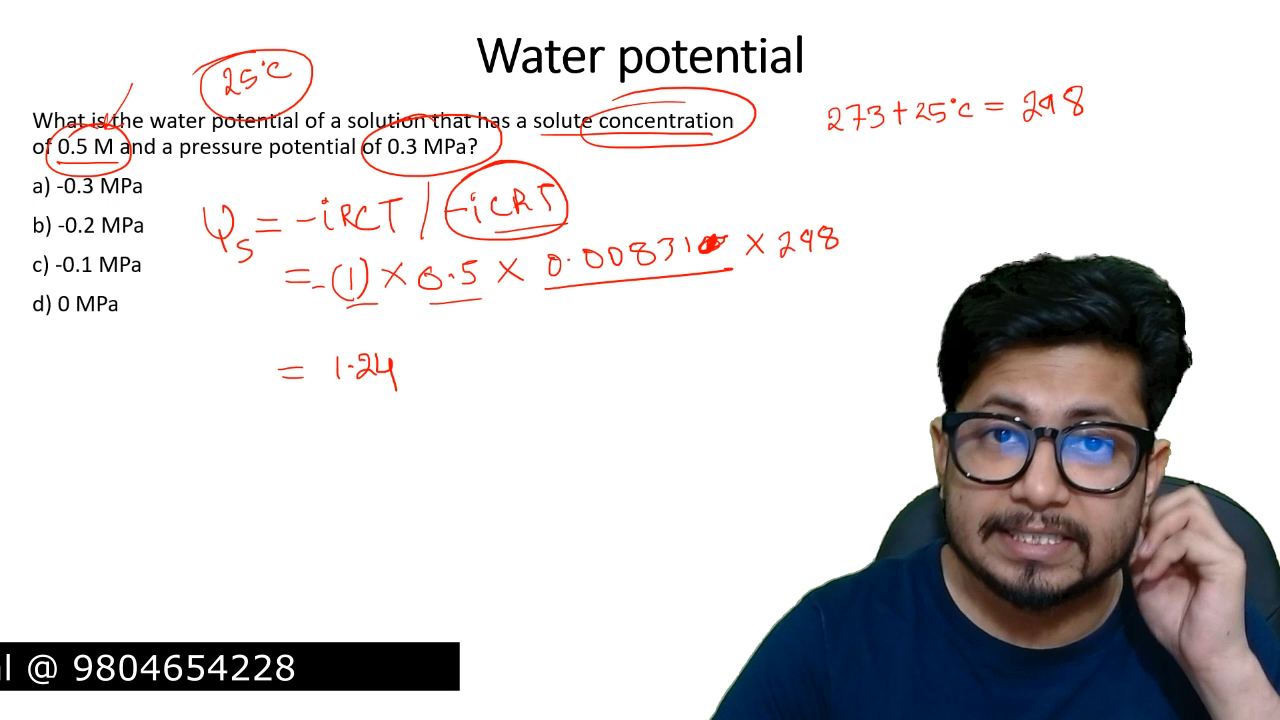 Water potential
25°C
273+25°C = 298
What is the water potential of a solution that has a solute concentration
of 0.5 M and a pressure potential of 0.3 MPa?
a) -0.3 MPa
b) -0.2 MPa
c) -0.1 MPa
d) 0 MPa
Ψs = -iRCT / -iCRT
= -(1) × 0.5 × 0.00831 × 298
= 1.24
@ 9804654228